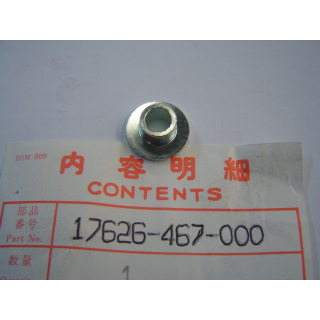 内容明細
CONTENTS
部品
番号
Part No.
17626-467-000
数量
1